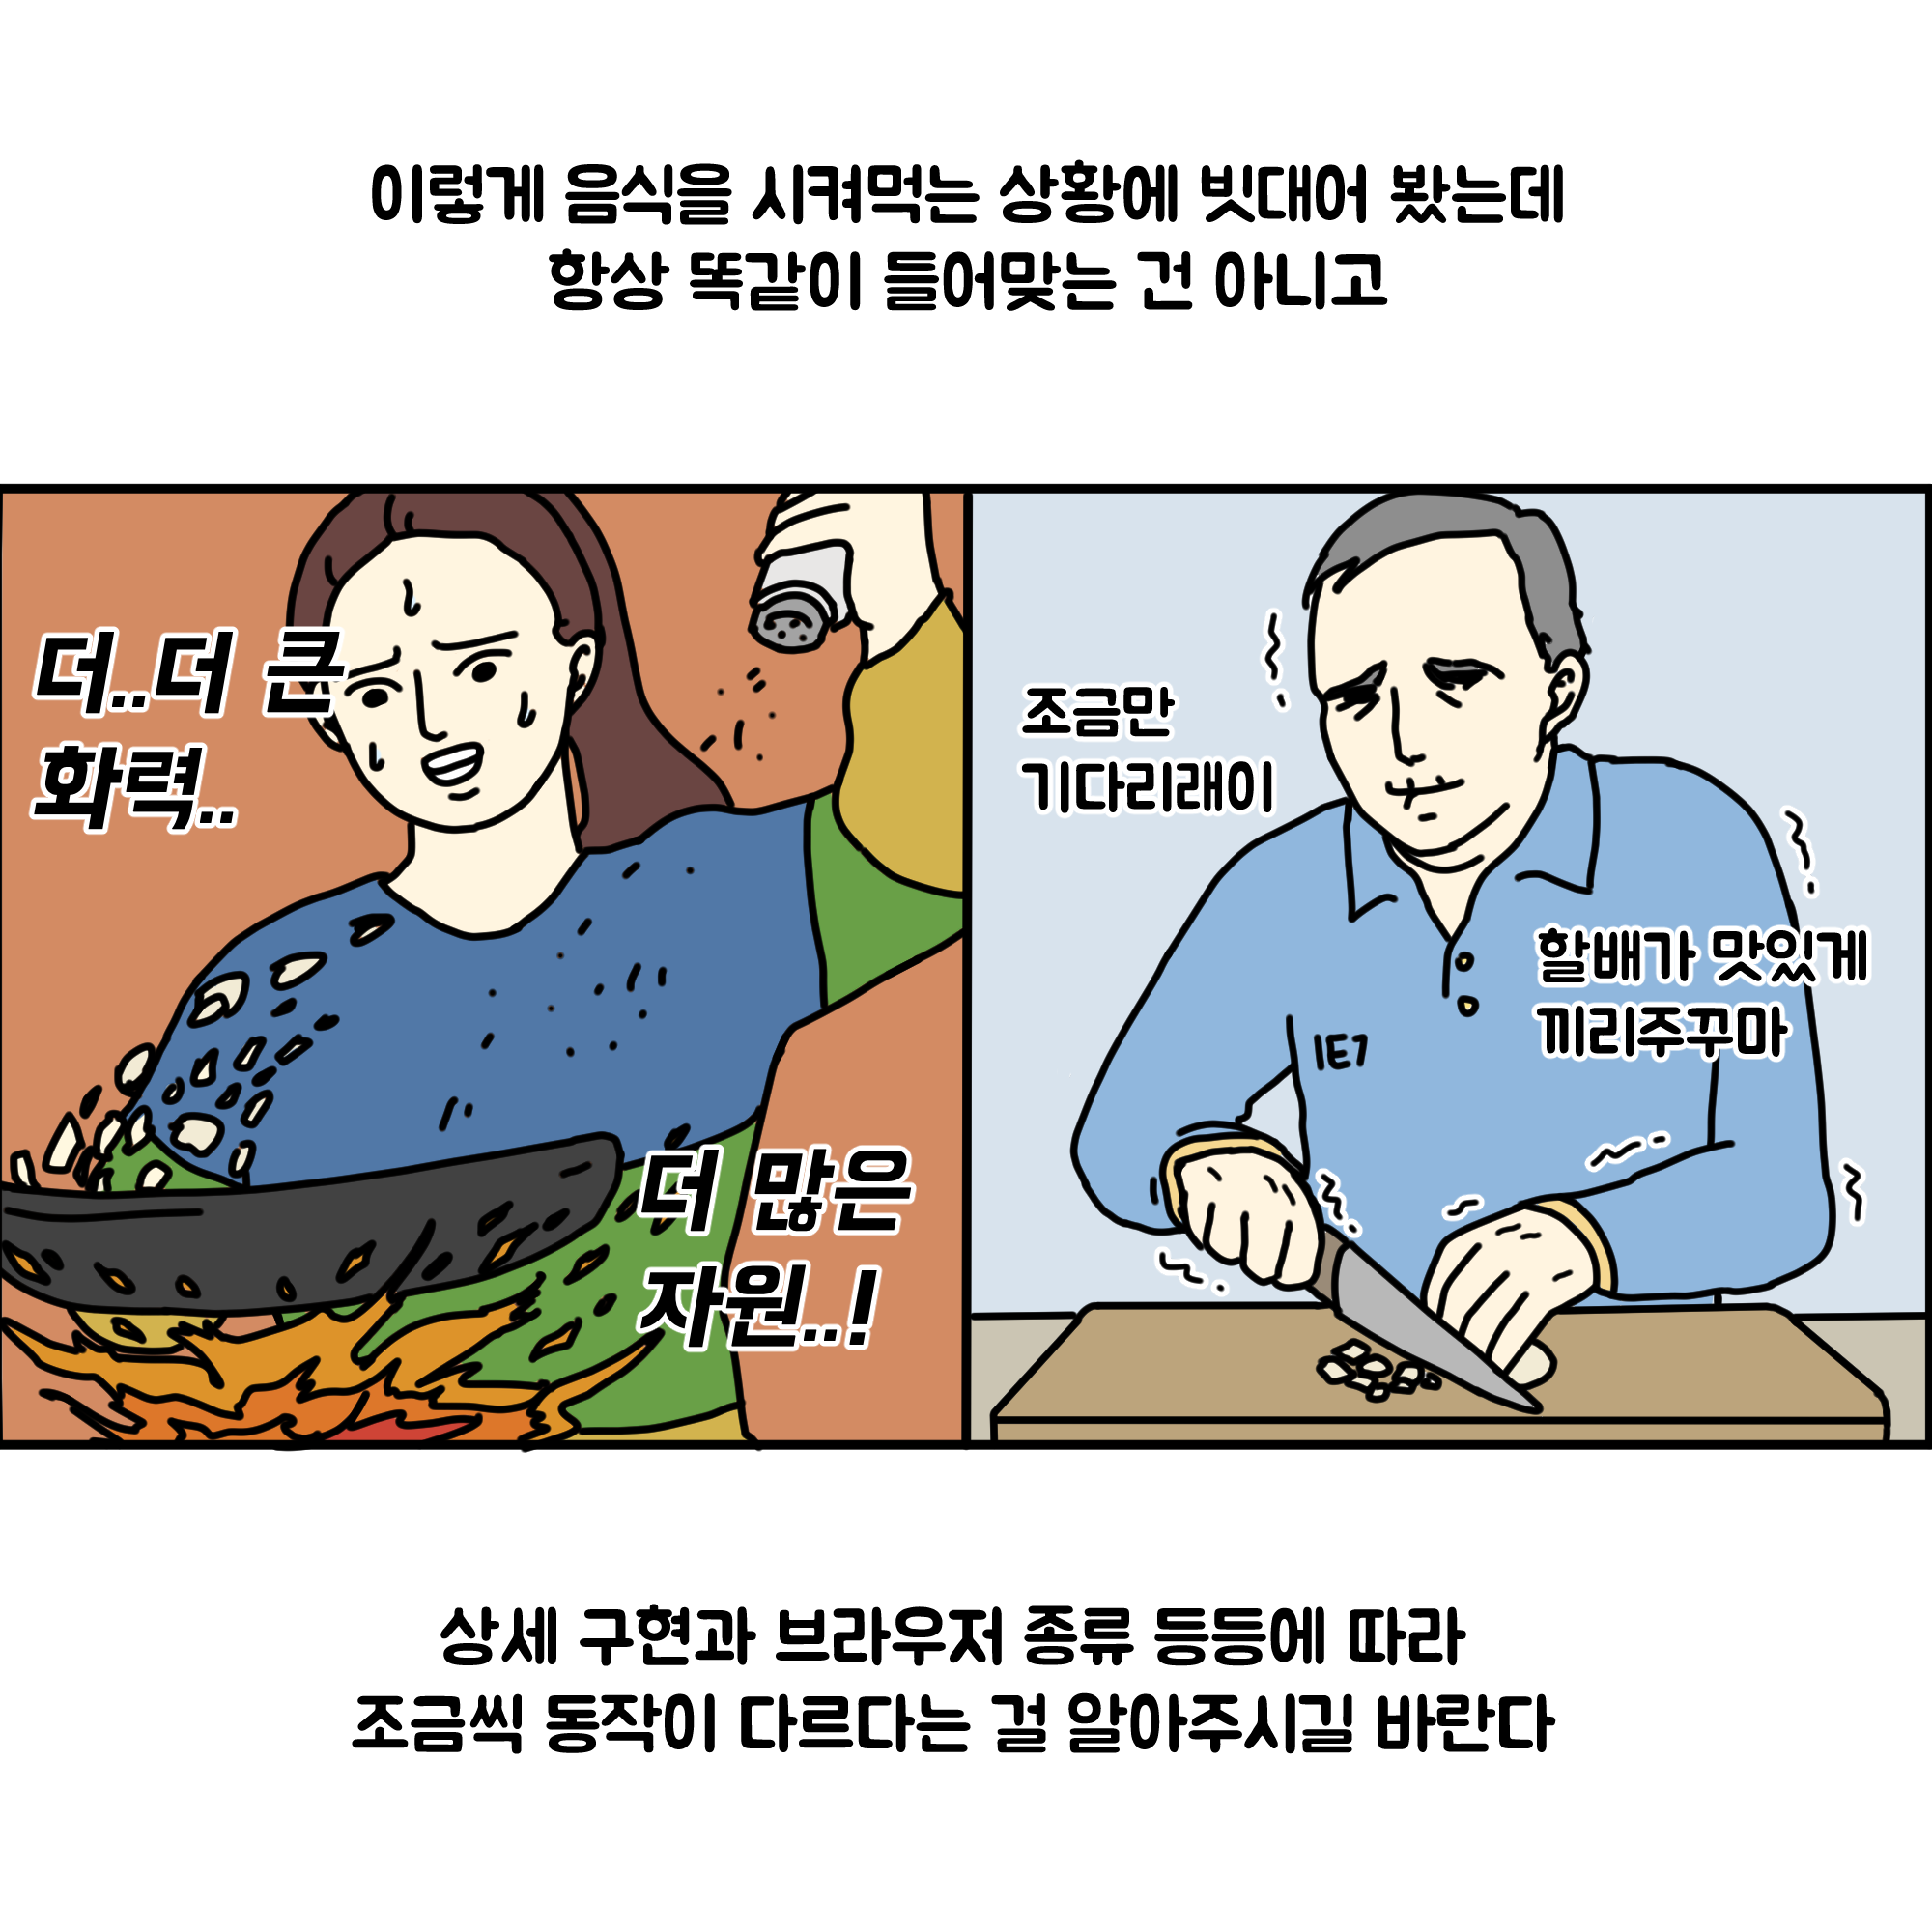 이렇게 음식을 시켜먹는 상황에 빗대어 봤는데
항상 똑같이 들어맞는 건 아니고
더..더 큰
화력..
더 많은
자원...!
조금만
기다리래이
할배가 맛있게
끼리주꾸마
IE7
상세 구현과 브라우저 종류 등등에 따라
조금씩 동작이 다르다는 걸 알아주시길 바란다